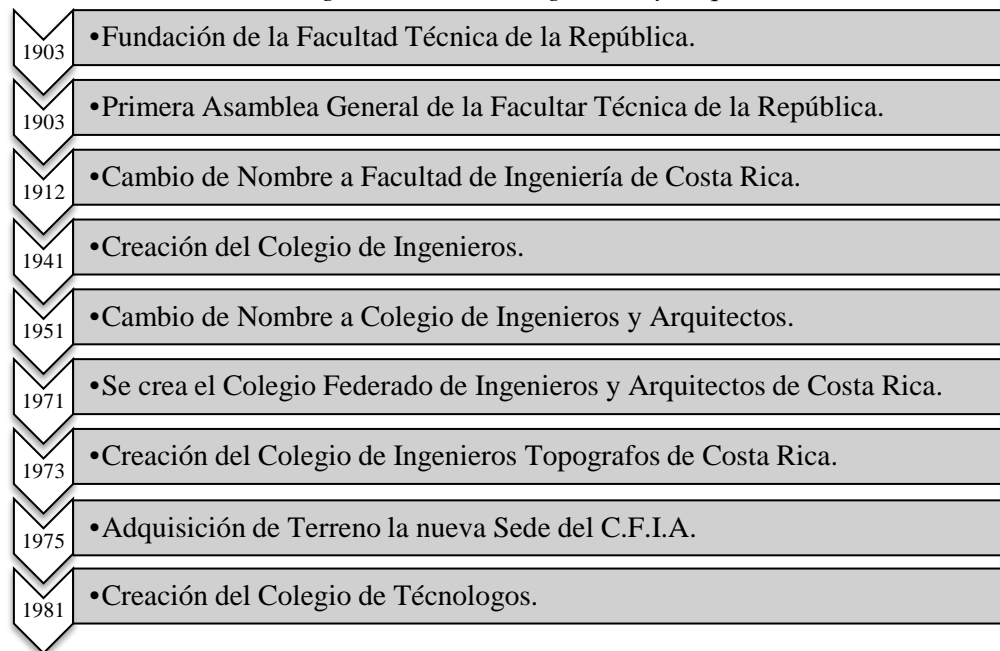 1903 •Fundación de la Facultad Técnica de la República.
1903 •Primera Asamblea General de la Facultar Técnica de la República.
1912 •Cambio de Nombre a Facultad de Ingeniería de Costa Rica.
1941 •Creación del Colegio de Ingenieros.
1951 •Cambio de Nombre a Colegio de Ingenieros y Arquitectos.
1971 •Se crea el Colegio Federado de Ingenieros y Arquitectos de Costa Rica.
1973 •Creación del Colegio de Ingenieros Topografos de Costa Rica.
1975 •Adquisición de Terreno la nueva Sede del C.F.I.A.
1981 •Creación del Colegio de Técnologos.